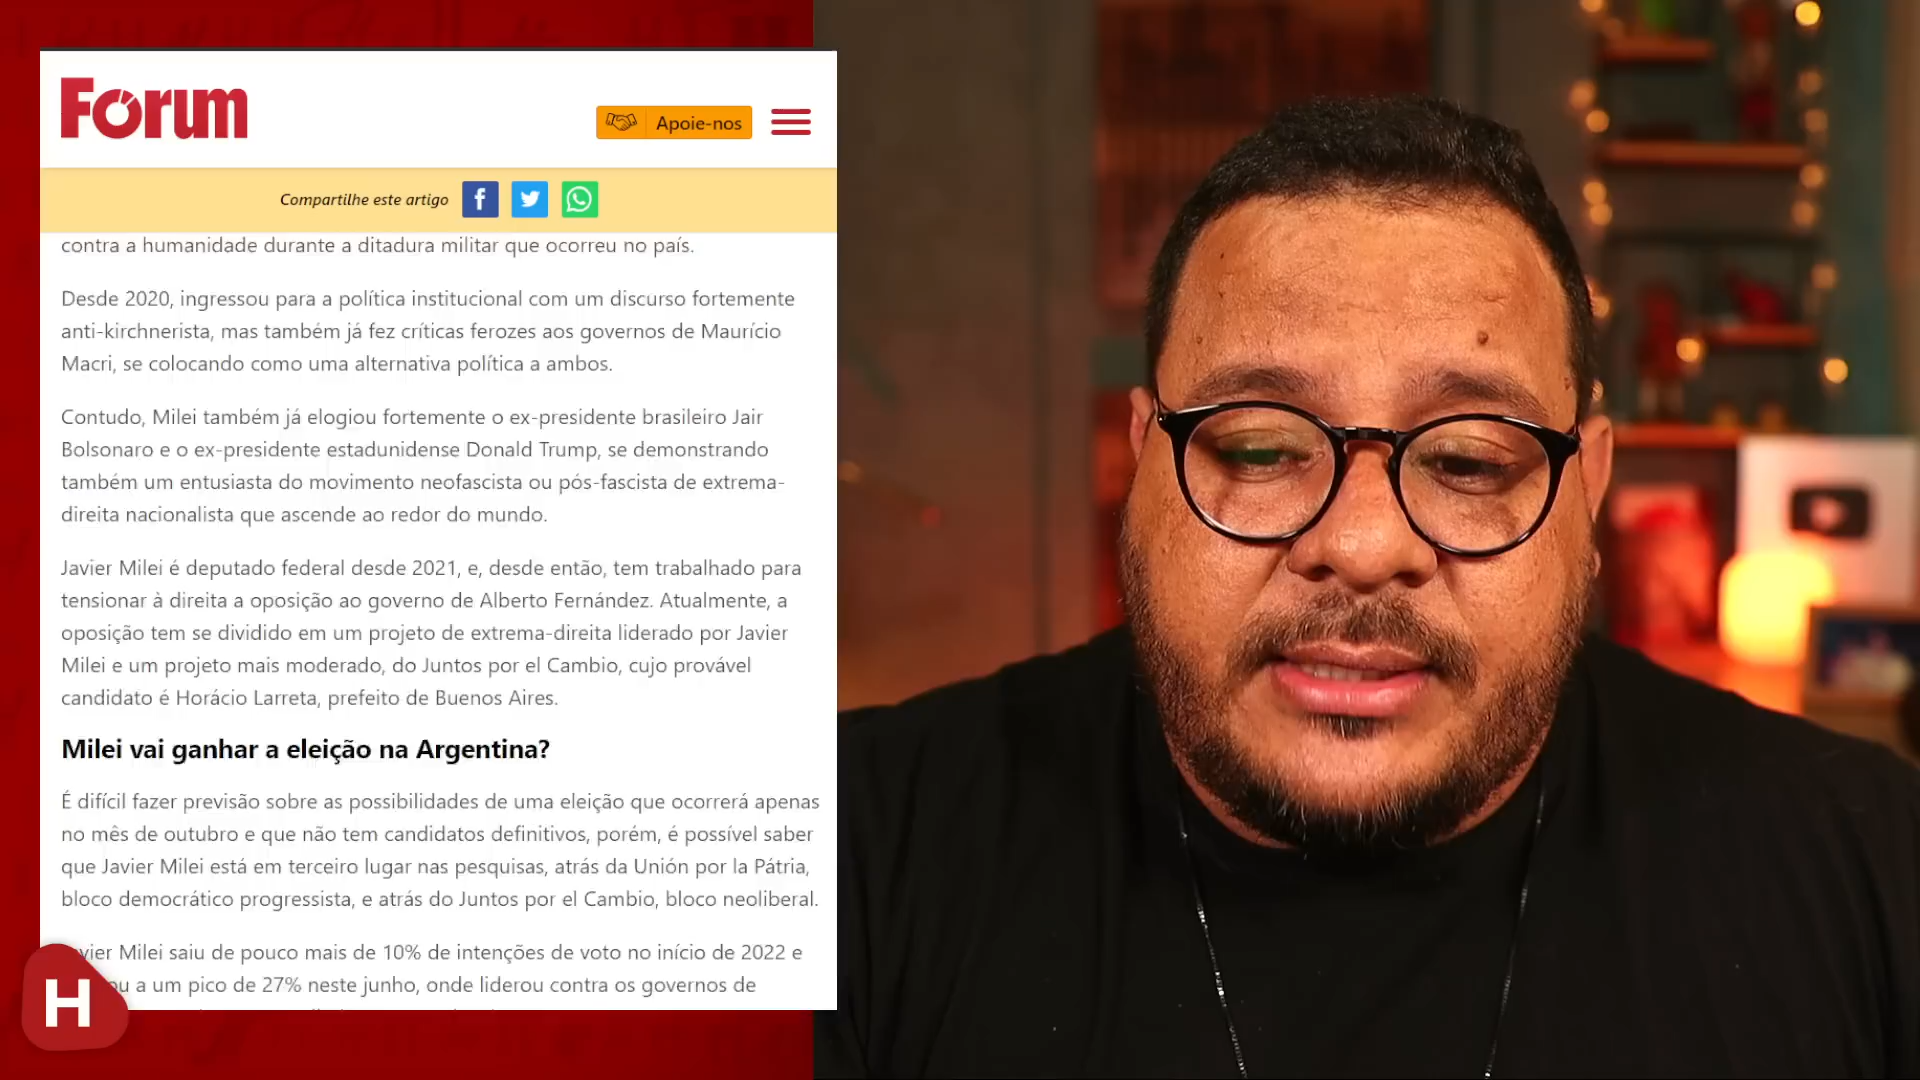 Forum
Apoie-nos
Compartilhe este artigo
contra a humanidade durante a ditadura militar que ocorreu no país.
Desde 2020, ingressou para a política institucional com um discurso fortemente
anti-kirchnerista, mas também já fez críticas ferozes aos governos de Maurício
Macri, se colocando como uma alternativa política a ambos.
Contudo, Milei também já elogiou fortemente o ex-presidente brasileiro Jair
Bolsonaro e o ex-presidente estadunidense Donald Trump, se demonstrando
também um entusiasta do movimento neofascista ou pós-fascista de extrema-
direita nacionalista que ascende ao redor do mundo.
Javier Milei é deputado federal desde 2021, e, desde então, tem trabalhado para
tensionar à direita a oposição ao governo de Alberto Fernández. Atualmente, a
oposição tem se dividido em um projeto de extrema-direita liderado por Javier
Milei e um projeto mais moderado, do Juntos por el Cambio, cujo provável
candidato é Horácio Larreta, prefeito de Buenos Aires.
Milei vai ganhar a eleição na Argentina?
É difícil fazer previsão sobre as possibilidades de uma eleição que ocorrerá apenas
no mês de outubro e que não tem candidatos definitivos, porém, é possível saber
que Javier Milei está em terceiro lugar nas pesquisas, atrás da Unión por la Pátria,
bloco democrático progressista, e atrás do Juntos por el Cambio, bloco neoliberal.
Milei saiu de pouco mais de 10% de intenções de voto no início de 2022 e
a um pico de 27% neste junho, onde liderou contra os governos de
H